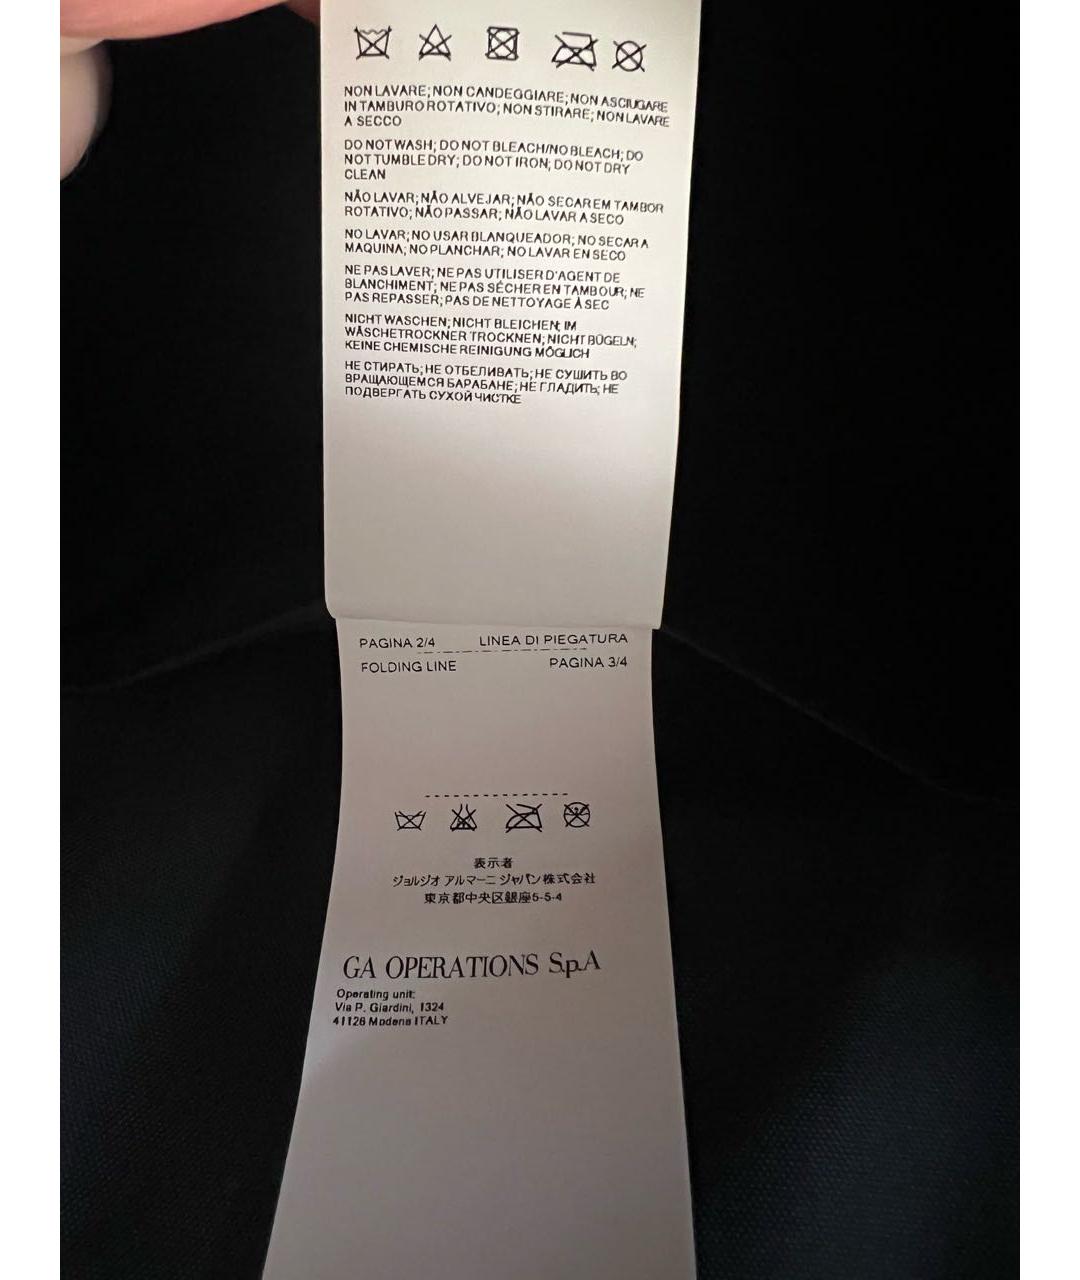 NON LAVARE; NON CANDEGGIARE; NON ASCIUGARE
IN TAMBURO ROTATIVO; NON STIRARE; NON LAVARE
A SECCO
DO NOT WASH; DO NOT BLEACH/NO BLEACH; DO
NOT TUMBLE DRY; DO NOT IRON; DO NOT DRY
CLEAN
NÃO LAVAR; NÃO ALVEJAR; NÃO SECAR EM TAMBOR
ROTATIVO; NÃO PASSAR; NÃO LAVAR A SECO
NO LAVAR; NO USAR BLANQUEADOR; NO SECAR A
MAQUINA; NO PLANCHAR; NO LAVAR EN SECO
NE PAS LAVER; NE PAS UTILISER D'AGENT DE
BLANCHIMENT; NE PAS SÉCHER EN TAMBOUR; NE
PAS REPASSER; PAS DE NETTOYAGE À SEC
NICHT WASCHEN; NICHT BLEICHEN; IM
WÄSCHETROCKNER TROCKNEN; NICHT BÜGELN;
KEINE CHEMISCHE REINIGUNG MÖGLICH
НЕ СТИРАТЬ; НЕ ОТБЕЛИВАТЬ; НЕ СУШИТЬ ВО
ВРАЩАЮЩЕМСЯ БАРАБАНЕ; НЕ ГЛАДИТЬ; НЕ
ПОДВЕРГАТЬ СУХОЙ ЧИСТКЕ
PAGINA 2/4 LINEA DI PIEGATURA
FOLDING LINE PAGINA 3/4
表示者
ジョルジオ アルマーニ ジャパン株式会社
東京都中央区銀座5-5-4
GA OPERATIONS S.p.A
Operating unit:
Via P. Giardini, 1324
41126 Modena ITALY